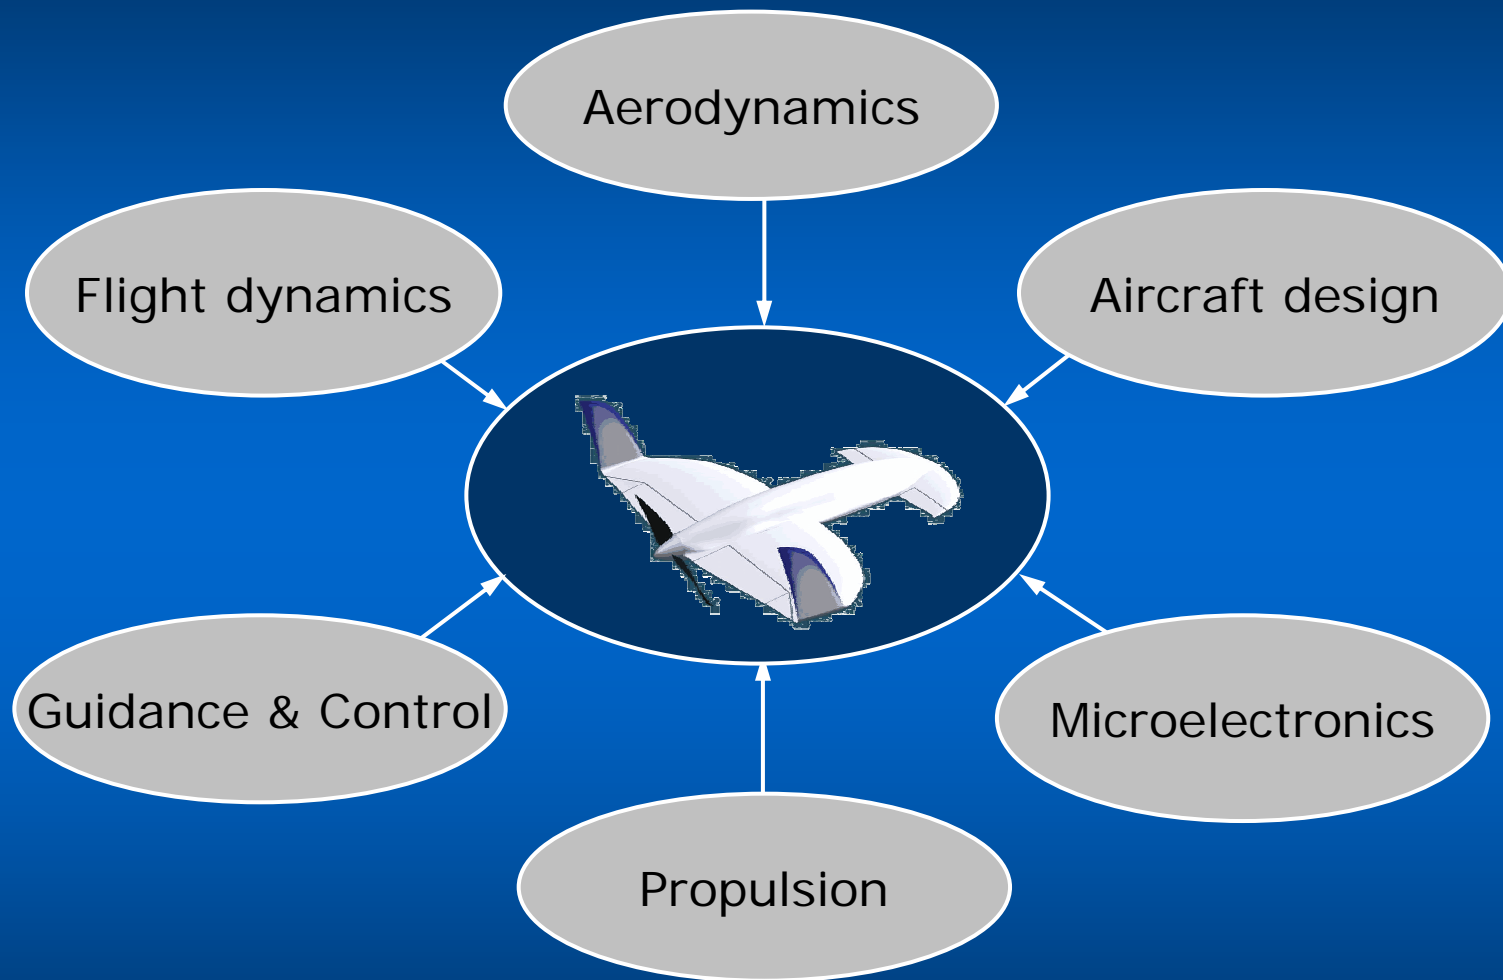 Aerodynamics
Flight dynamics
Aircraft design
Guidance & Control
Microelectronics
Propulsion